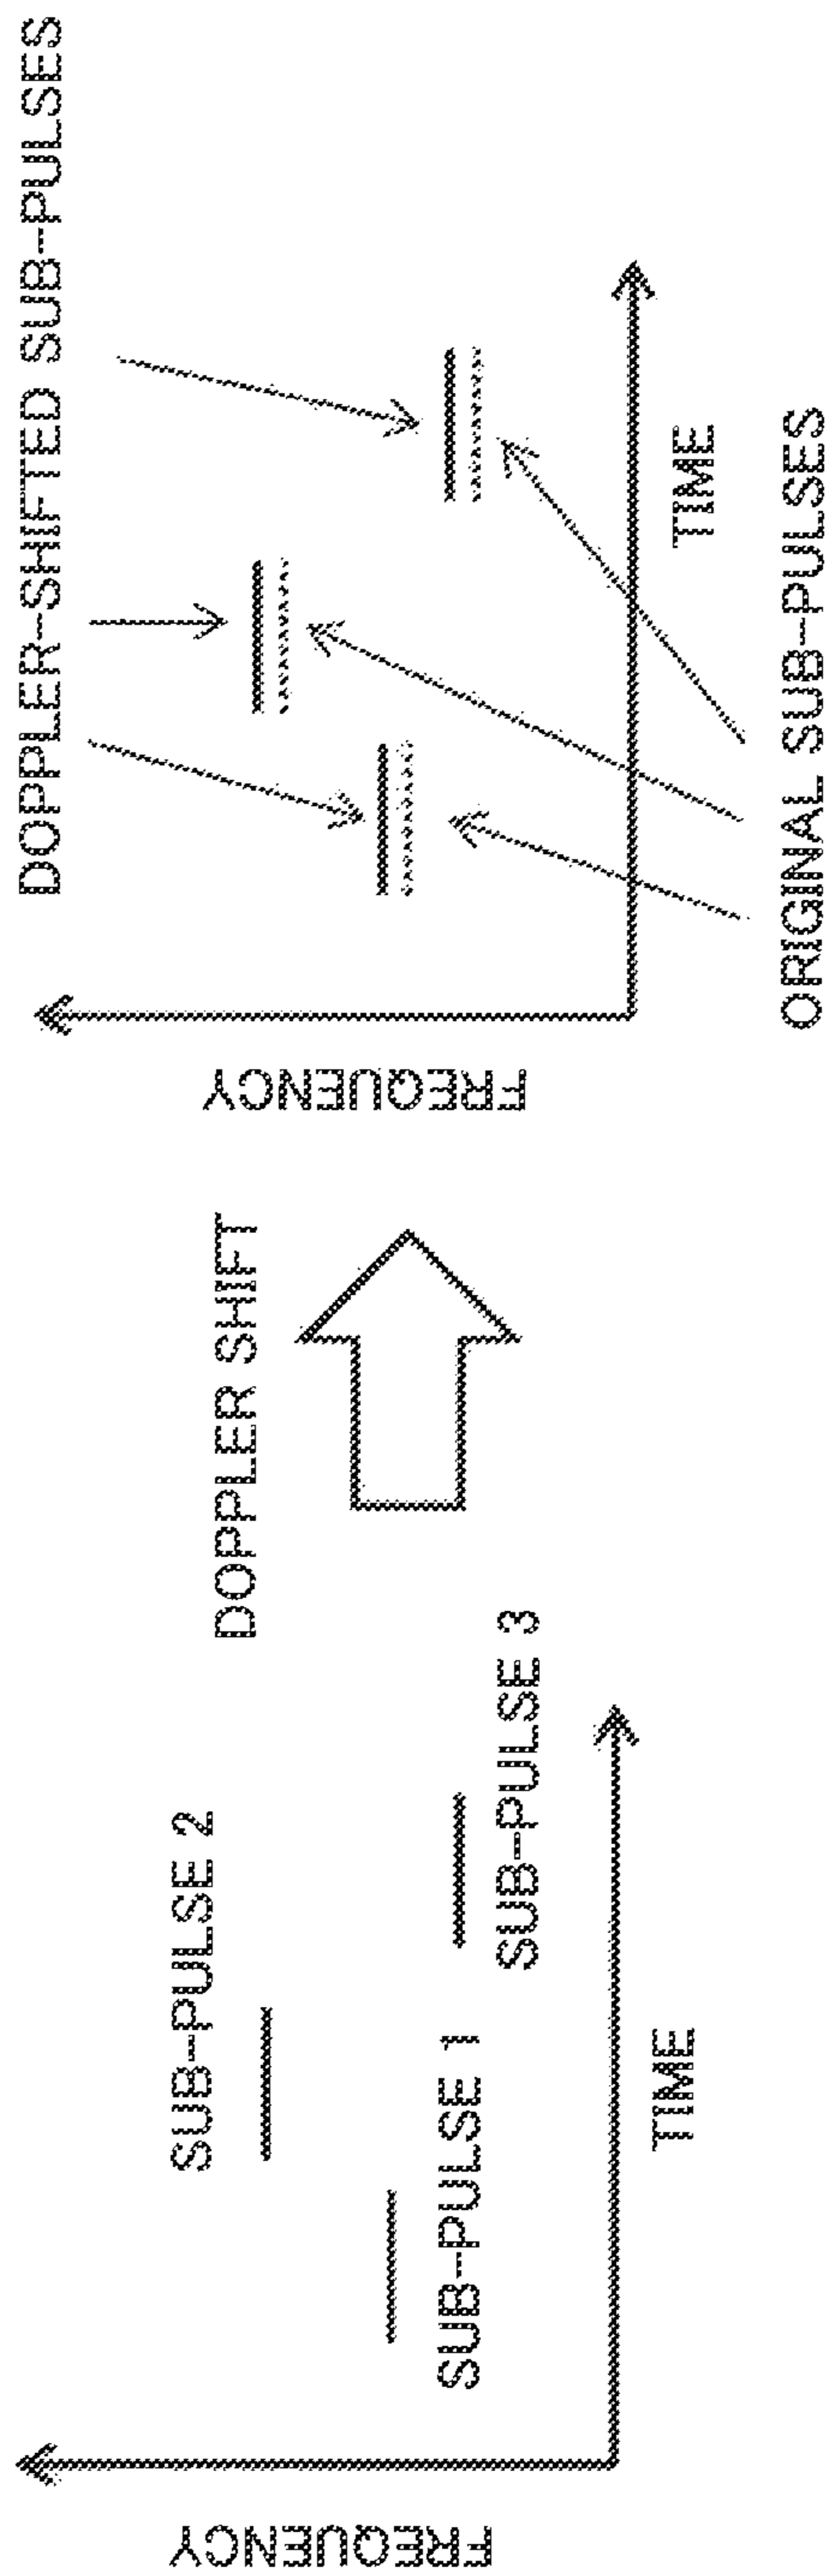 FREQUENCY
SUB-PULSE 2
SUB-PULSE 1
SUB-PULSE 3
TIME
DOPPLER SHIFT
DOPPLER-SHIFTED SUB-PULSES
FREQUENCY
TIME
ORIGINAL SUB-PULSES